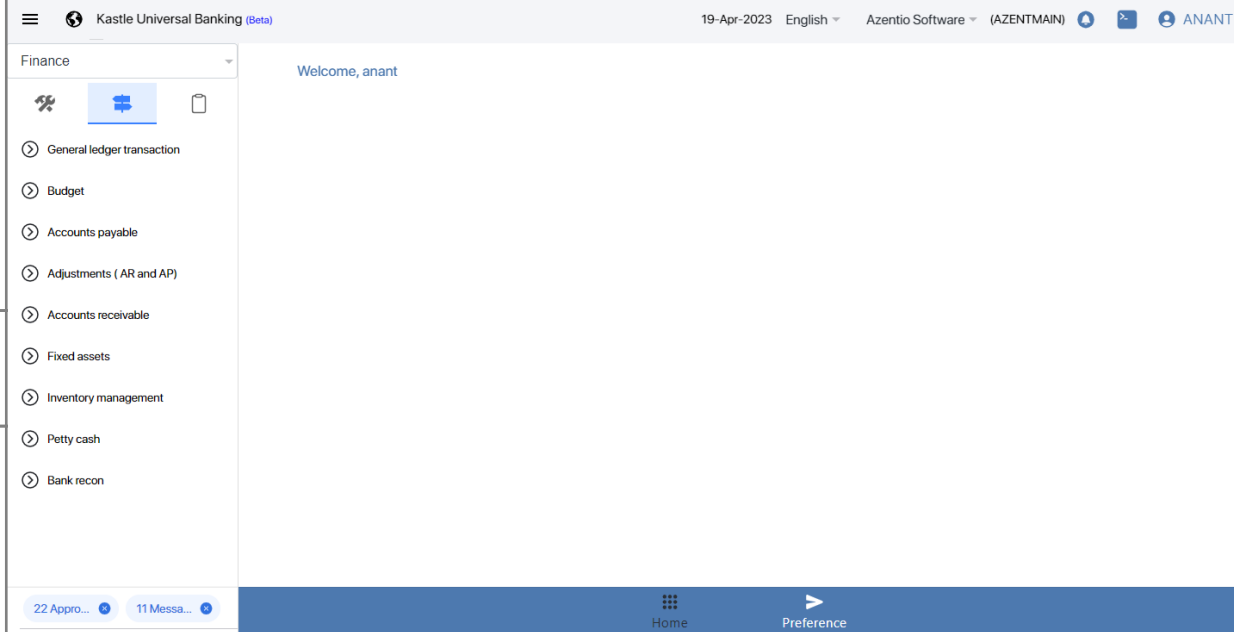 Kastle Universal Banking (Beta)
19-Apr-2023 English Azentio Software (AZENTMAIN) ANANT
Finance
Welcome, anant
General ledger transaction
Budget
Accounts payable
Adjustments ( AR and AP)
Accounts receivable
Fixed assets
Inventory management
Petty cash
Bank recon
22 Appro... 11 Messa...
Home Preference